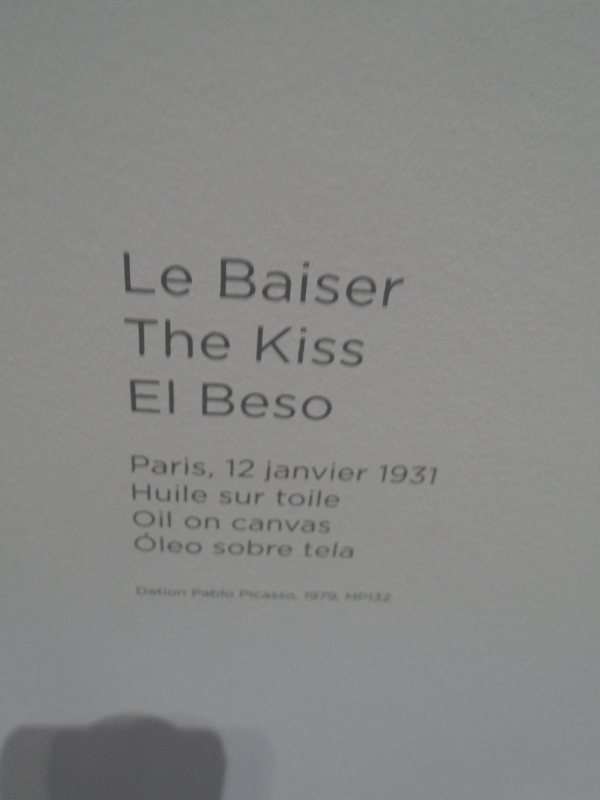 Le Baiser
The Kiss
El Beso
Paris, 12 janvier 1931
Huile sur toile
Oil on canvas
Óleo sobre tela
Dation Pablo Picasso, 1979, MP132